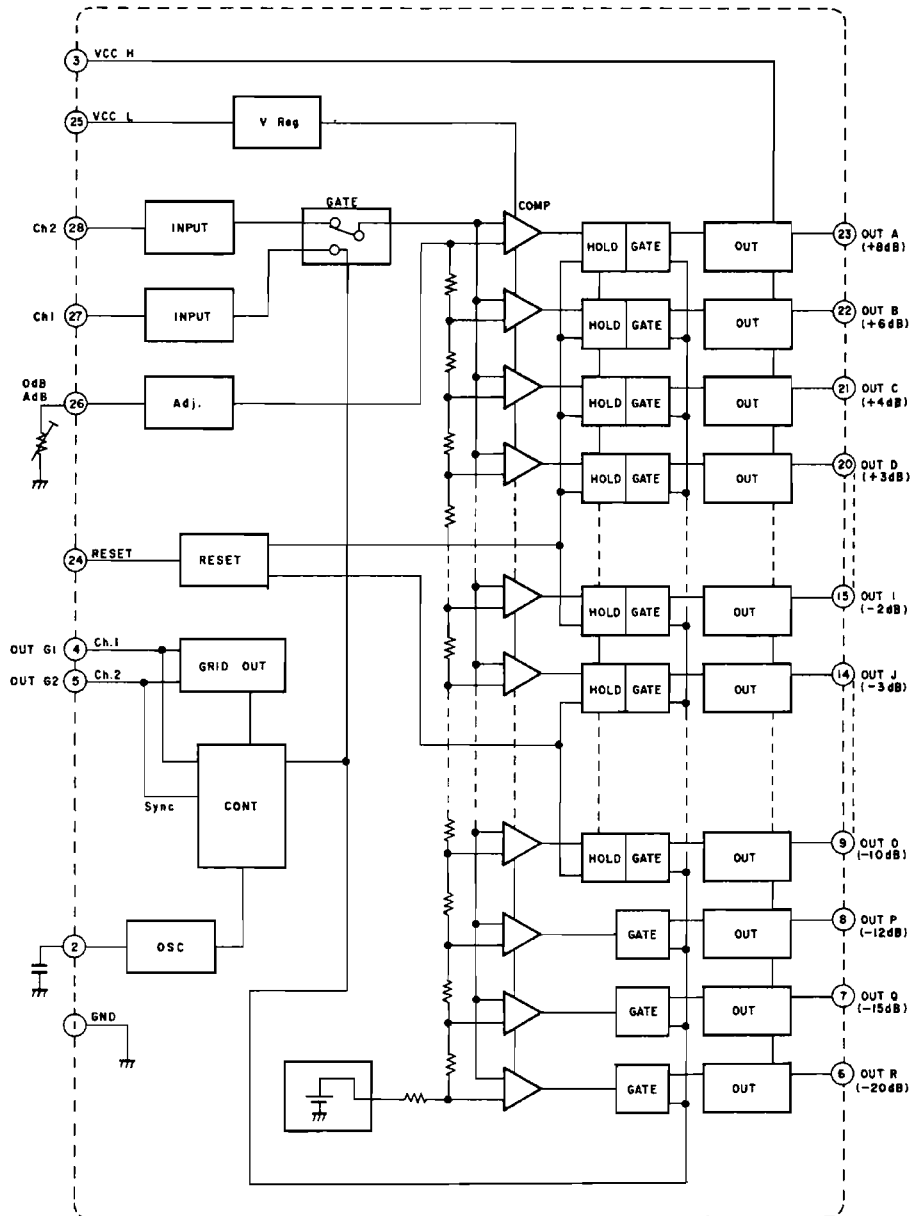 3 VCC H
25 VCC L
V Reg
COMP
GATE
Ch2 28 INPUT
HOLD GATE OUT 23 OUT A
(+8dB)
Ch1 27 INPUT
HOLD GATE OUT 22 OUT B
(+6dB)
0dB
AdB
26 Adj.
HOLD GATE OUT 21 OUT C
(+4dB)
HOLD GATE OUT 20 OUT D
(+3dB)
24 RESET
RESET
HOLD GATE OUT 15 OUT I
(-2dB)
OUT G1 4 Ch.1
OUT G2 5 Ch.2
GRID OUT
HOLD GATE OUT 14 OUT J
(-3dB)
Sync
CONT
HOLD GATE OUT 9 OUT O
(-10dB)
2 OSC
GATE OUT 8 OUT P
(-12dB)
1 GND
GATE OUT 7 OUT Q
(-15dB)
GATE OUT 6 OUT R
(-20dB)